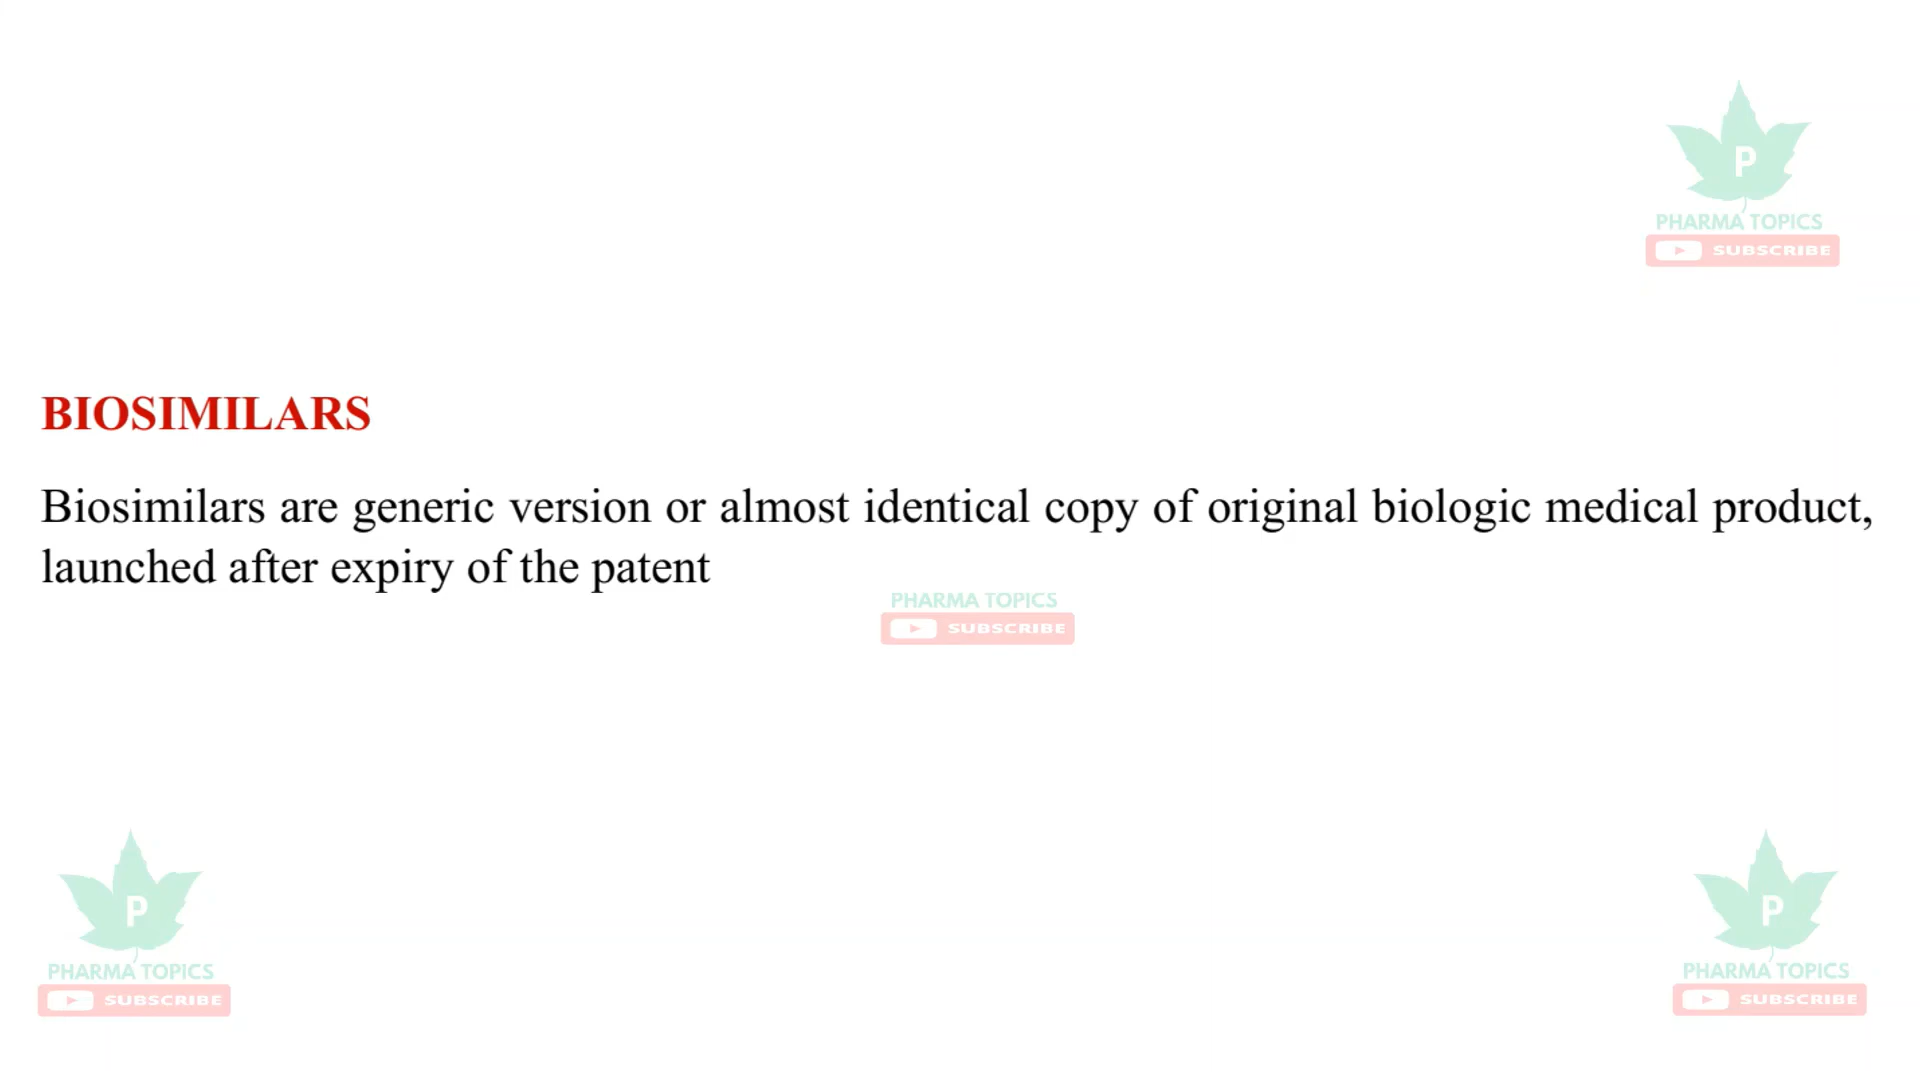 P
PHARMA TOPICS
SUBSCRIBE
BIOSIMILARS
Biosimilars are generic version or almost identical copy of original biologic medical product,
launched after expiry of the patent
PHARMA TOPICS
SUBSCRIBE
P
PHARMA TOPICS
SUBSCRIBE
P
PHARMA TOPICS
SUBSCRIBE